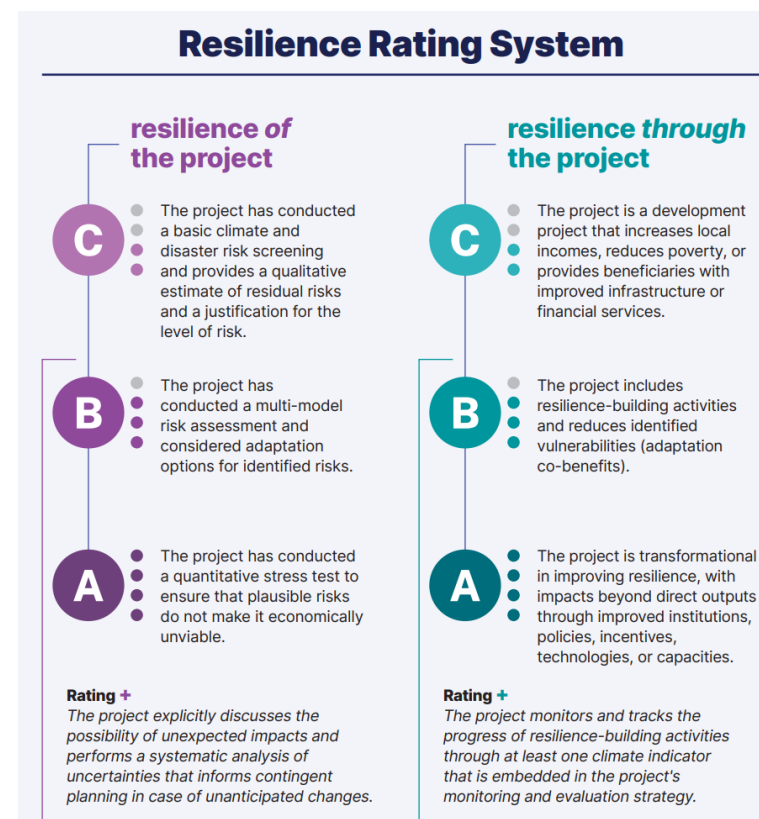 Resilience Rating System
resilience of
the project
C
The project has conducted
a basic climate and
disaster risk screening
and provides a qualitative
estimate of residual risks
and a justification for the
level of risk.
B
The project has
conducted a multi-model
risk assessment and
considered adaptation
options for identified risks.
A
The project has conducted
a quantitative stress test to
ensure that plausible risks
do not make it economically
unviable.
Rating +
The project explicitly discusses the
possibility of unexpected impacts and
performs a systematic analysis of
uncertainties that informs contingent
planning in case of unanticipated changes.
resilience through
the project
C
The project is a development
project that increases local
incomes, reduces poverty, or
provides beneficiaries with
improved infrastructure or
financial services.
B
The project includes
resilience-building activities
and reduces identified
vulnerabilities (adaptation
co-benefits).
A
The project is transformational
in improving resilience, with
impacts beyond direct outputs
through improved institutions,
policies, incentives,
technologies, or capacities.
Rating +
The project monitors and tracks the
progress of resilience-building activities
through at least one climate indicator
that is embedded in the project's
monitoring and evaluation strategy.